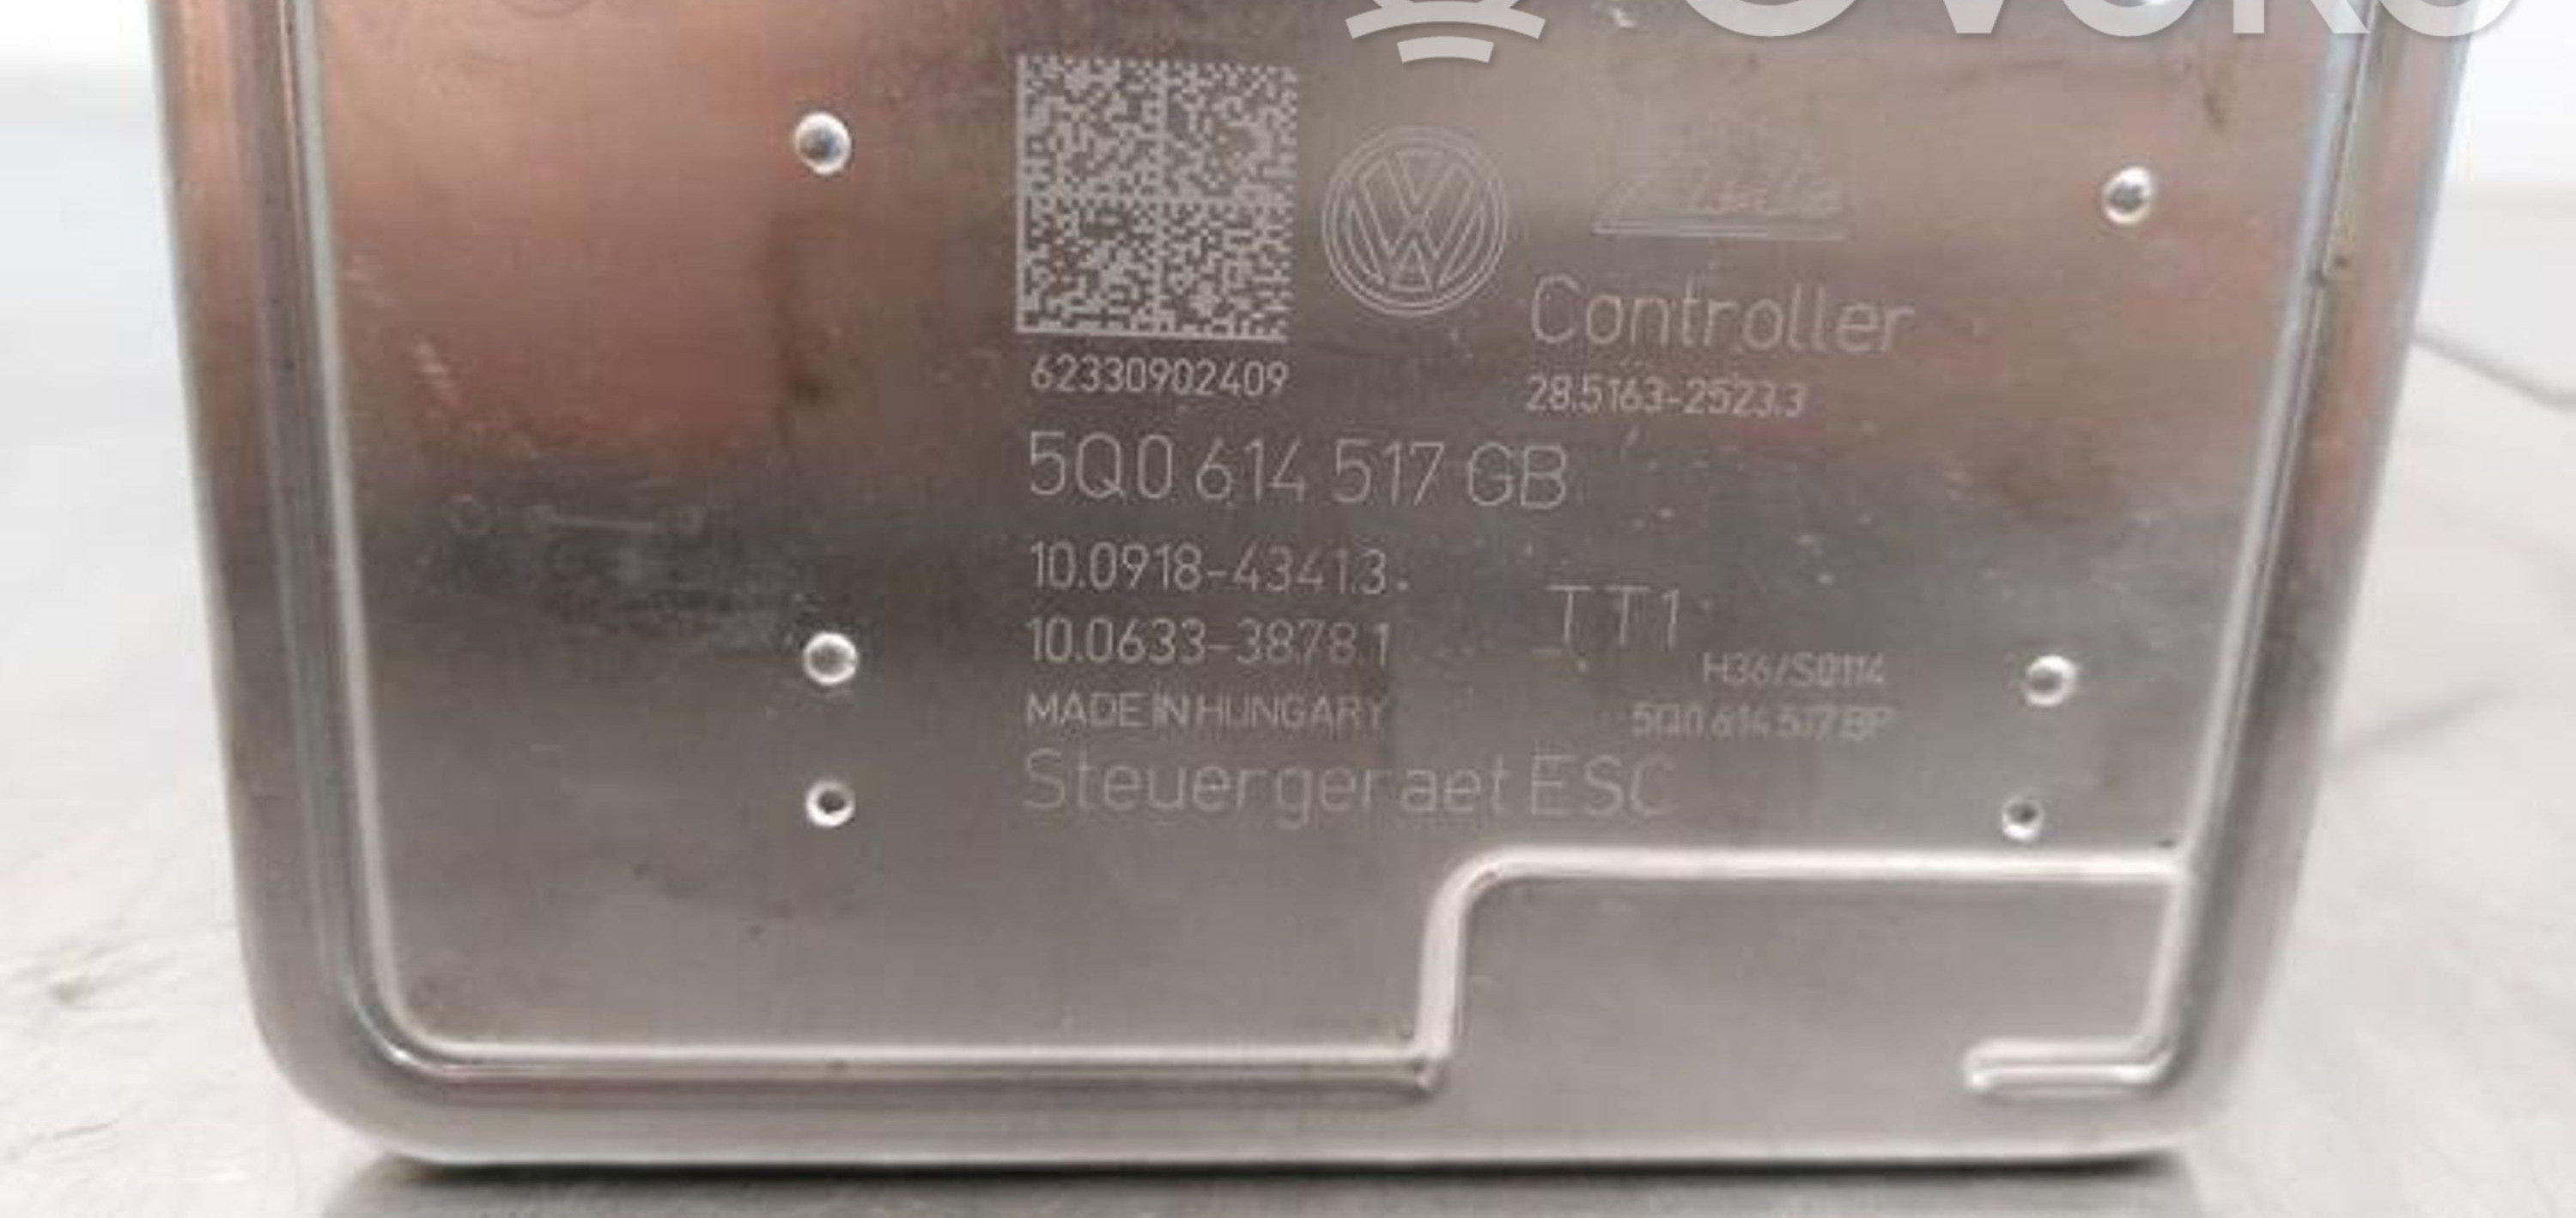 62330902409
Controller
28.5163-2523.3
5Q0 614 517 GB
10.0918-4341.3
10.0633-3878.1
TT1
H36/S0114
MADE IN HUNGARY
5Q0 614 517 BP
Steuergeraet ESC